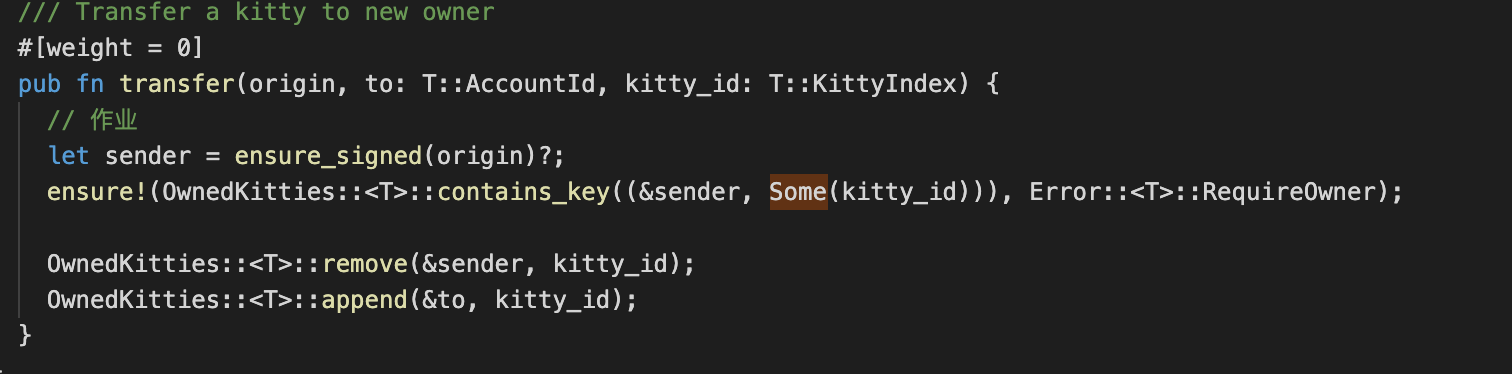 /// Transfer a kitty to new owner
#[weight = 0]
pub fn transfer(origin, to: T::AccountId, kitty_id: T::KittyIndex) {
// 作业
let sender = ensure_signed(origin)?;
ensure!(OwnedKitties::<T>::contains_key((&sender, Some(kitty_id))), Error::<T>::RequireOwner);
OwnedKitties::<T>::remove(&sender, kitty_id);
OwnedKitties::<T>::append(&to, kitty_id);
}